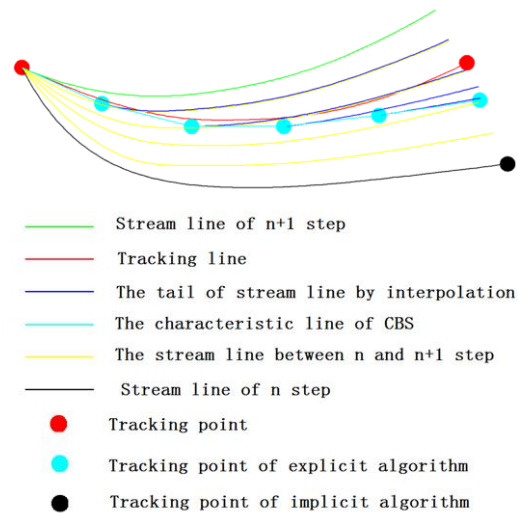 Stream line of n+1 step
Tracking line
The tail of stream line by interpolation
The characteristic line of CBS
The stream line between n and n+1 step
Stream line of n step
Tracking point
Tracking point of explicit algorithm
Tracking point of implicit algorithm